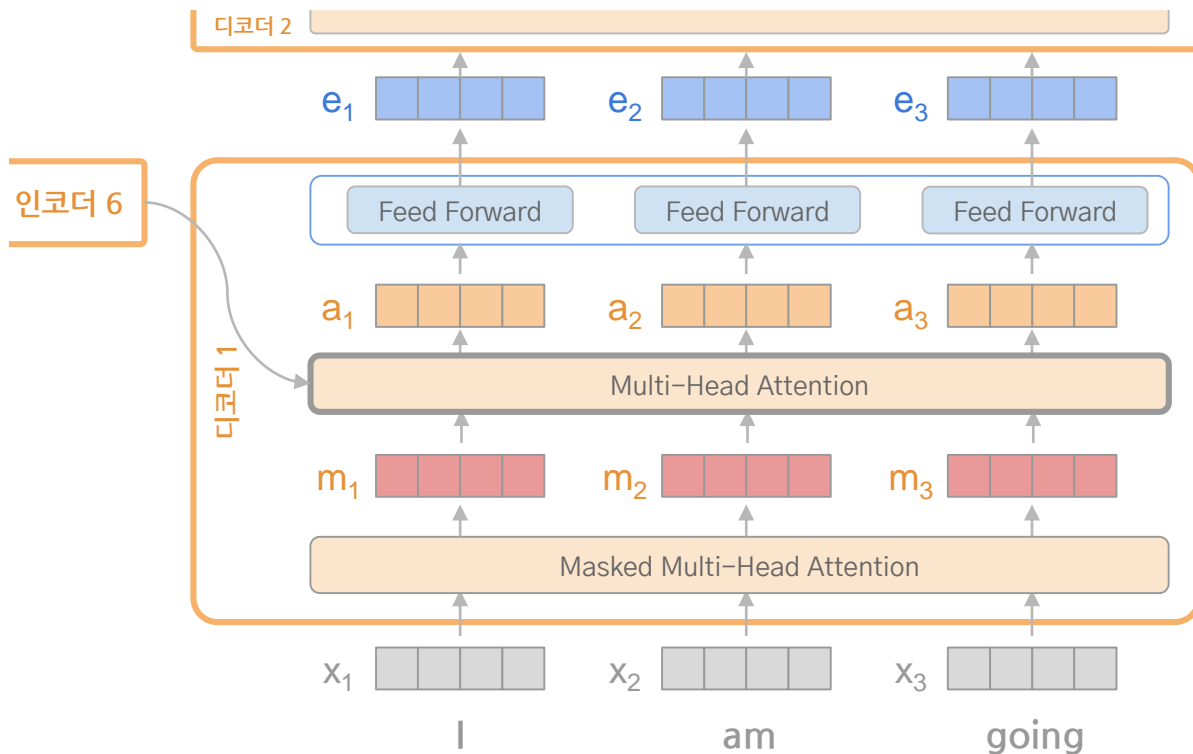 디코더 2
e1 e2 e3
인코더 6
Feed Forward Feed Forward Feed Forward
a1 a2 a3
디코더 1
Multi-Head Attention
m1 m2 m3
Masked Multi-Head Attention
x1 x2 x3
I am going